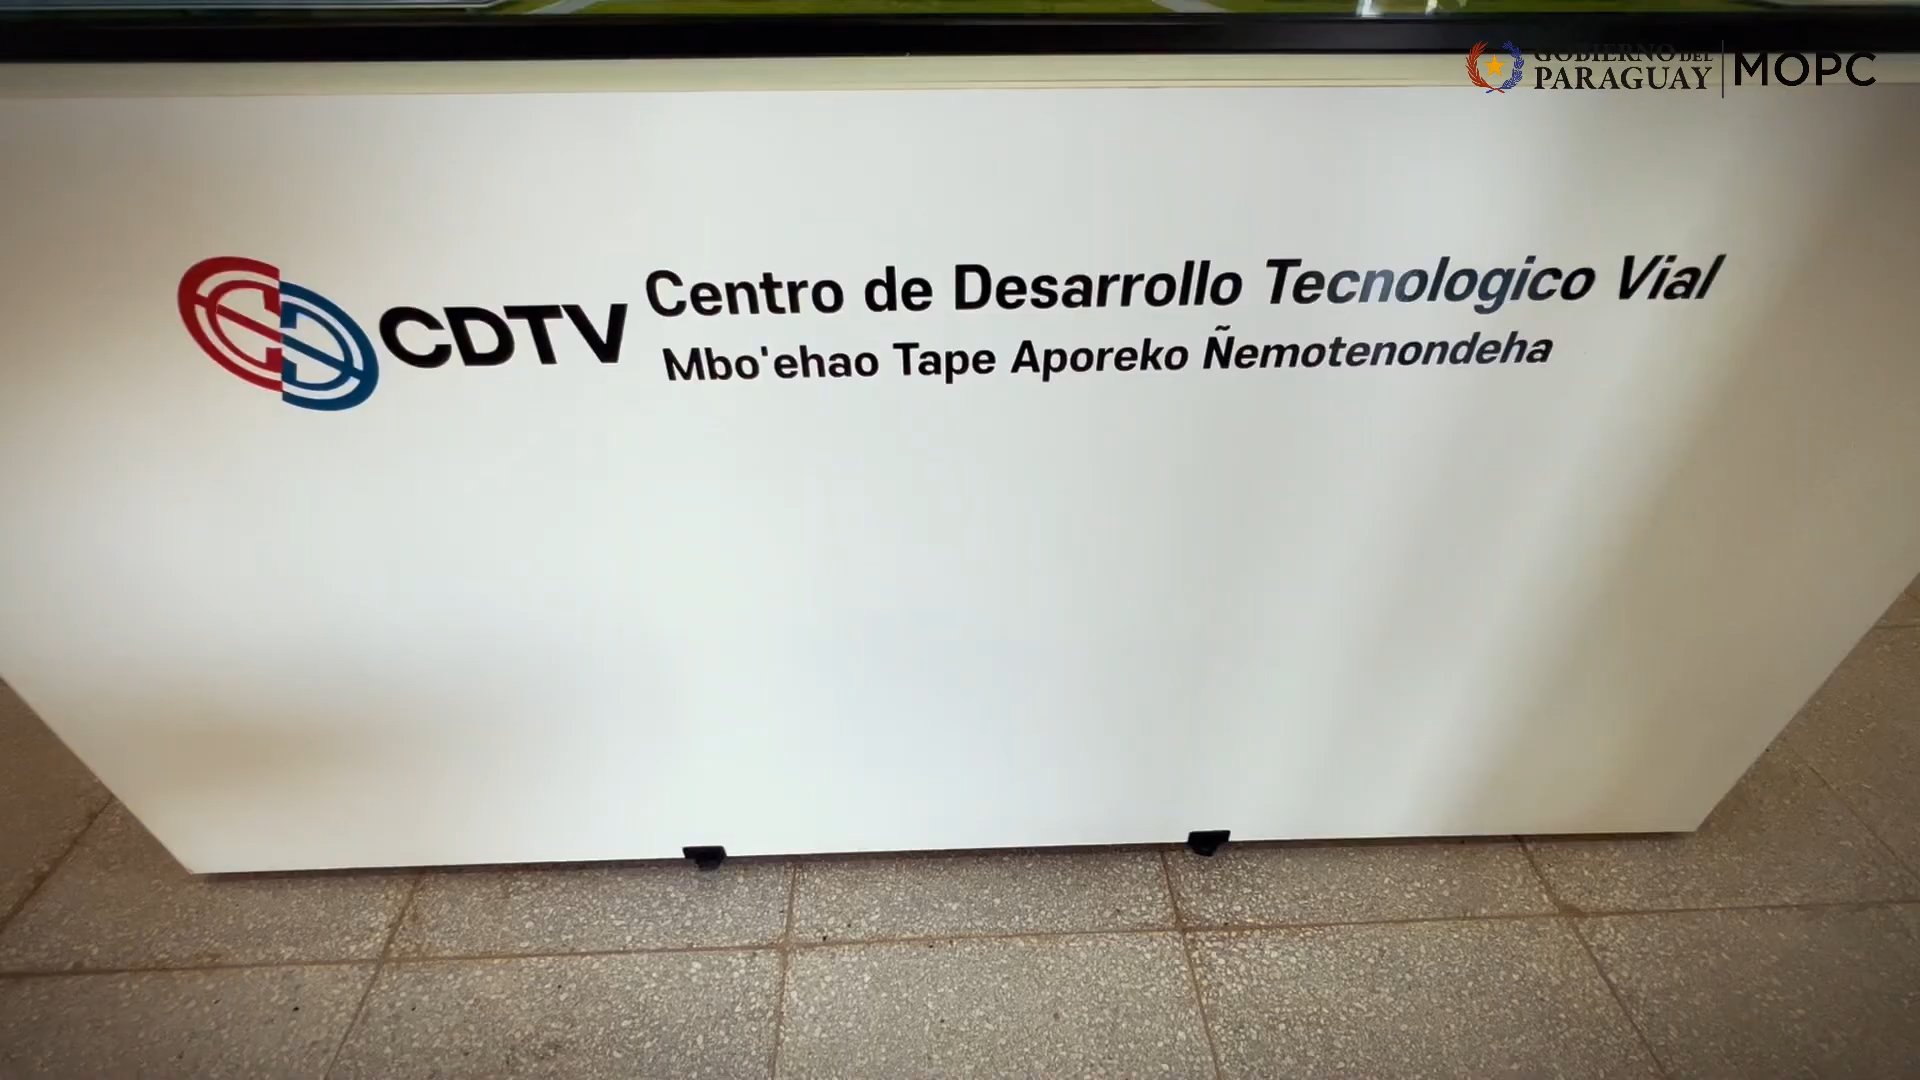 GOBIERNO DEL
PARAGUAY
MOPC
CDTV
Centro de Desarrollo Tecnologico Vial
Mbo'ehao Tape Aporeko Ñemotenondeha